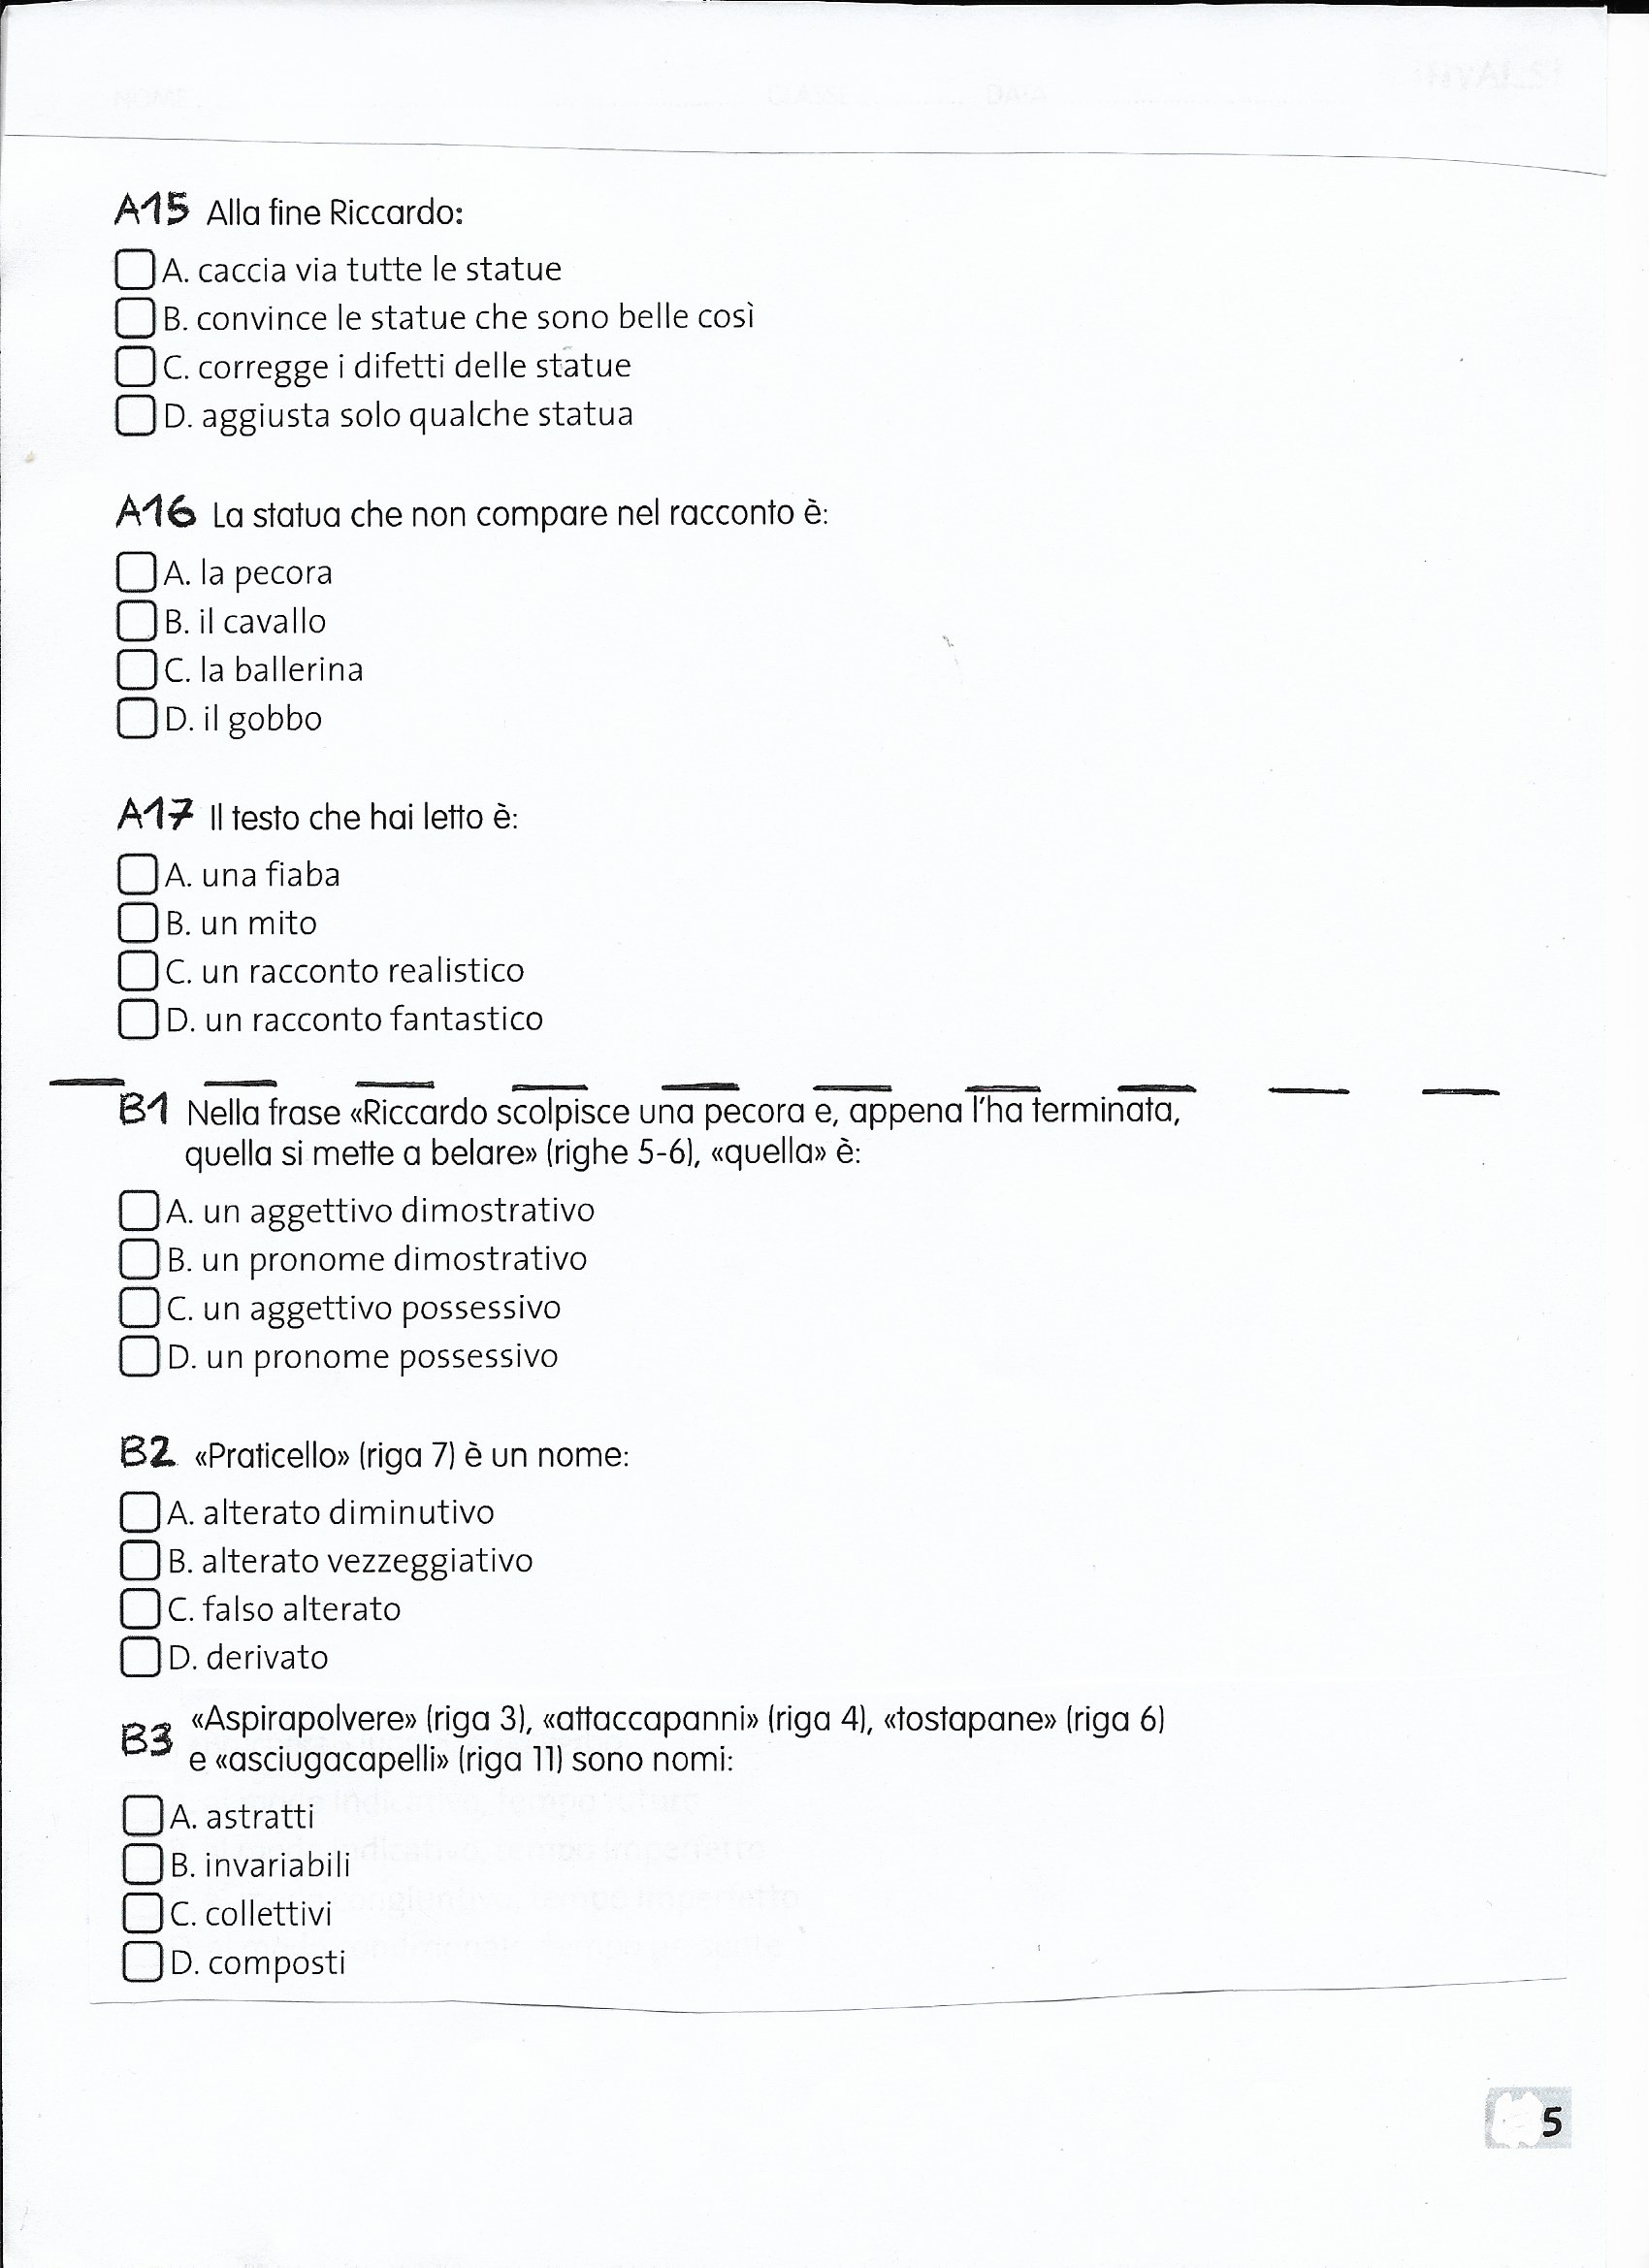 NOME CLASSE DATA
A15 Alla fine Riccardo:
A. caccia via tutte le statue
B. convince le statue che sono belle così
C. corregge i difetti delle statue
D. aggiusta solo qualche statua
A16 La statua che non compare nel racconto è:
A. la pecora
B. il cavallo
C. la ballerina
D. il gobbo
A17 Il testo che hai letto è:
A. una fiaba
B. un mito
C. un racconto realistico
D. un racconto fantastico
B1 Nella frase «Riccardo scolpisce una pecora e, appena l'ha terminata,
quella si mette a belare» (righe 5-6), «quella» è:
A. un aggettivo dimostrativo
B. un pronome dimostrativo
C. un aggettivo possessivo
D. un pronome possessivo
B2 «Praticello» (riga 7) è un nome:
A. alterato diminutivo
B. alterato vezzeggiativo
C. falso alterato
D. derivato
B3 «Aspirapolvere» (riga 3), «attaccapanni» (riga 4), «tostapane» (riga 6)
e «asciugacapelli» (riga 11) sono nomi:
A. astratti
B. invariabili
C. collettivi
D. composti
5